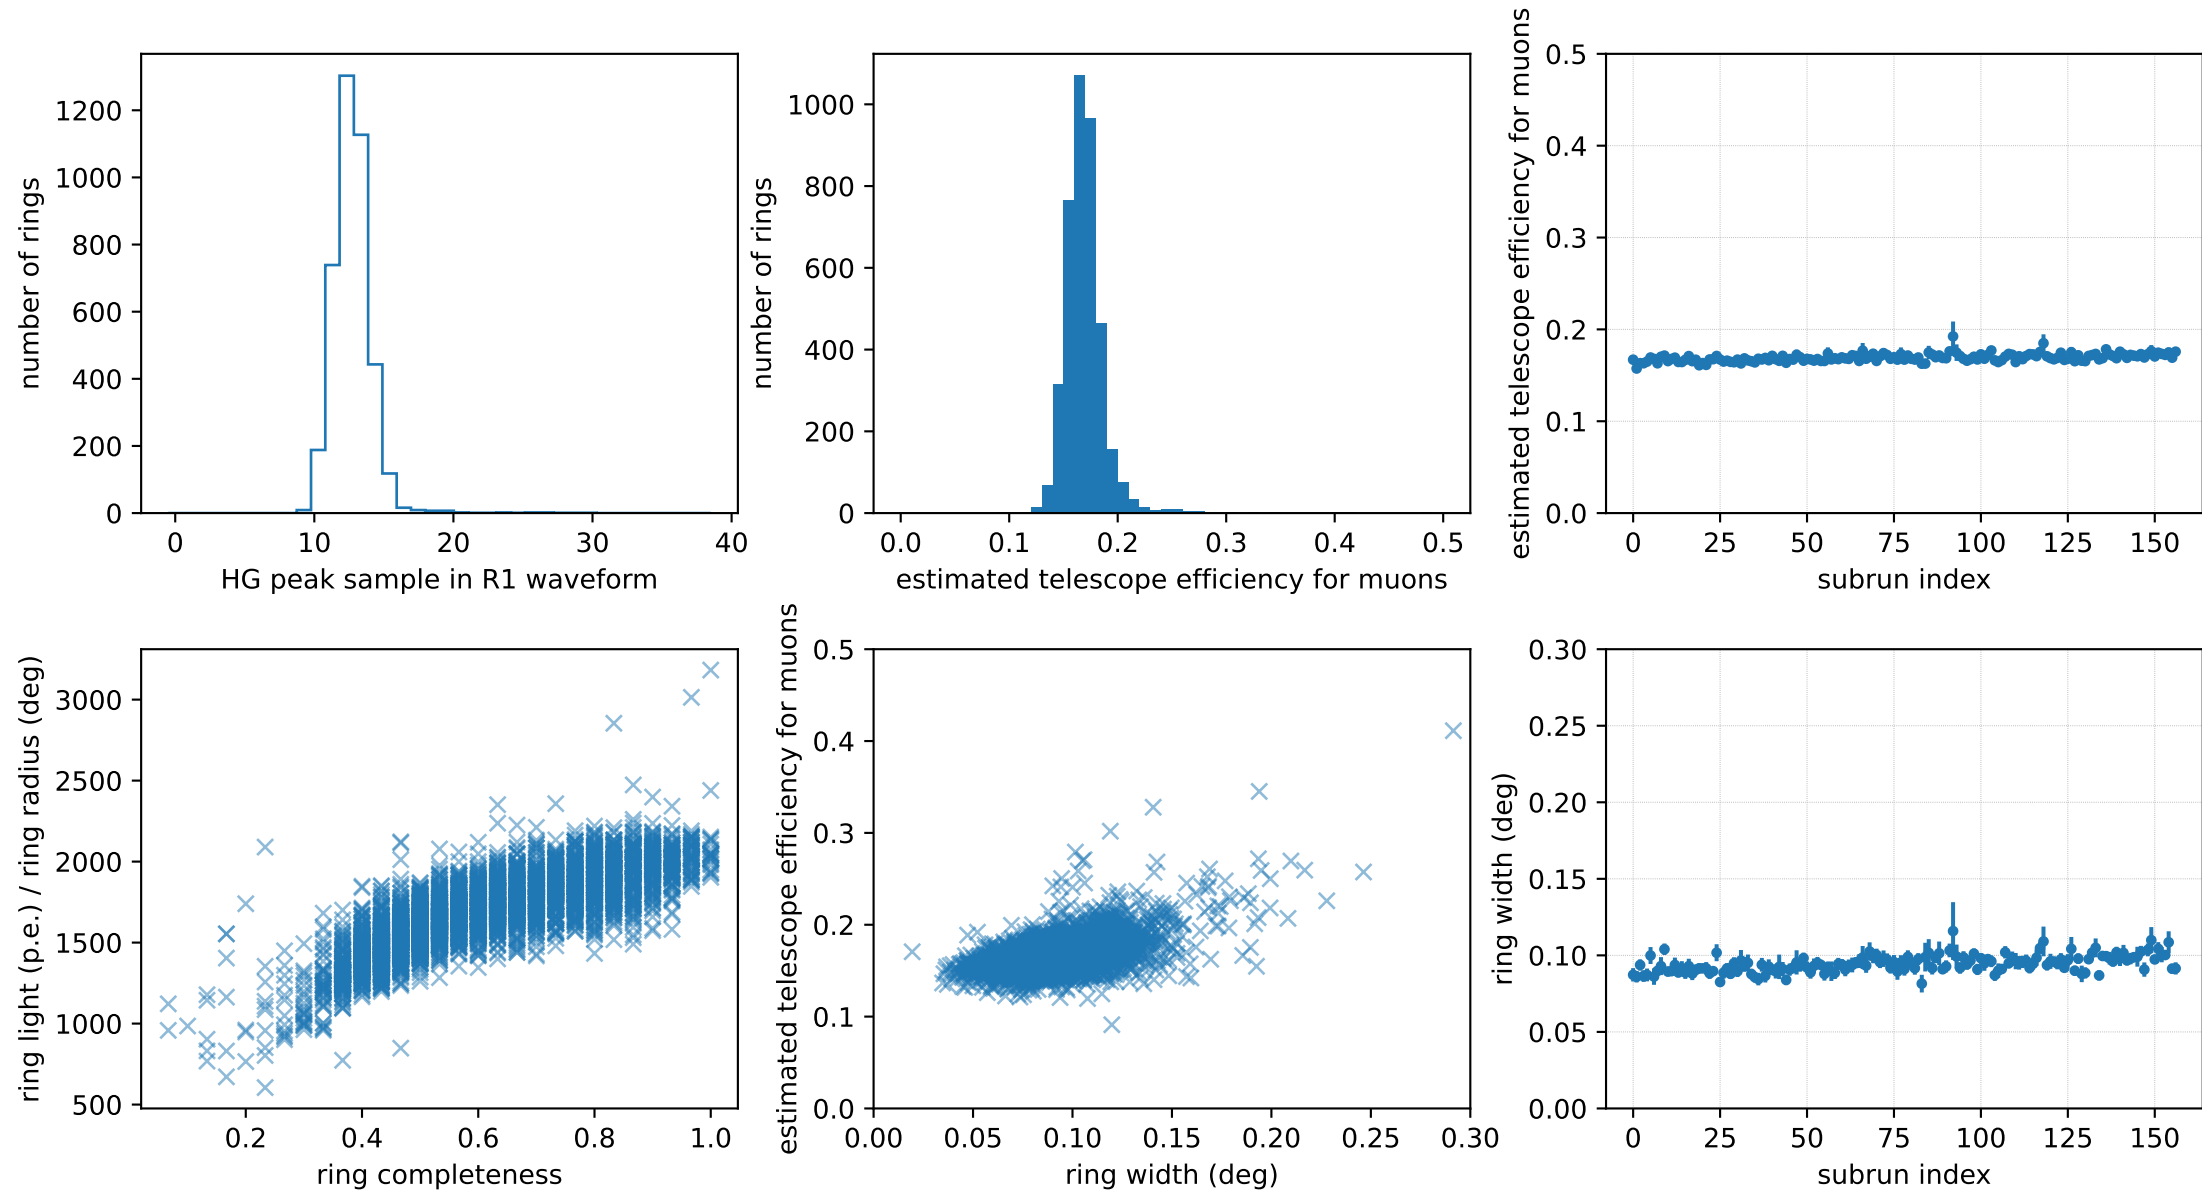 1200
1000
800
600
400
200
0
number of rings
0 10 20 30 40
HG peak sample in R1 waveform
1000
800
600
400
200
0
number of rings
0.0 0.1 0.2 0.3 0.4 0.5
estimated telescope efficiency for muons
0.5
0.4
0.3
0.2
0.1
0.0
estimated telescope efficiency for muons
0 25 50 75 100 125 150
subrun index
3000
2500
2000
1500
1000
500
ring light (p.e.) / ring radius (deg)
0.2 0.4 0.6 0.8 1.0
ring completeness
0.5
0.4
0.3
0.2
0.1
0.0
estimated telescope efficiency for muons
0.00 0.05 0.10 0.15 0.20 0.25 0.30
ring width (deg)
0.30
0.25
0.20
0.15
0.10
0.05
0.00
ring width (deg)
0 25 50 75 100 125 150
subrun index